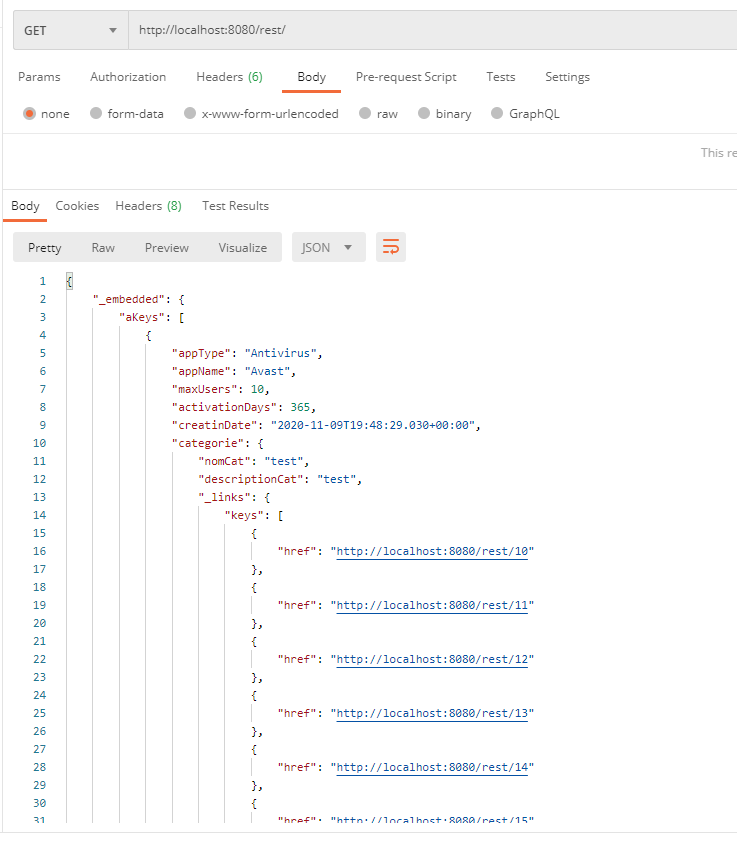 GET http://localhost:8080/rest/
Params Authorization Headers (6) Body Pre-request Script Tests Settings
none form-data x-www-form-urlencoded raw binary GraphQL
This re
Body Cookies Headers (8) Test Results
Pretty Raw Preview Visualize JSON
1 {
2 "_embedded": {
3 "aKeys": [
4 {
5 "appType": "Antivirus",
6 "appName": "Avast",
7 "maxUsers": 10,
8 "activationDays": 365,
9 "creatinDate": "2020-11-09T19:48:29.030+00:00",
10 "categorie": {
11 "nomCat": "test",
12 "descriptionCat": "test",
13 "_links": {
14 "keys": [
15 {
16 "href": "http://localhost:8080/rest/10"
17 },
18 {
19 "href": "http://localhost:8080/rest/11"
20 },
21 {
22 "href": "http://localhost:8080/rest/12"
23 },
24 {
25 "href": "http://localhost:8080/rest/13"
26 },
27 {
28 "href": "http://localhost:8080/rest/14"
29 },
30 {
31 "href": "http://localhost:8080/rest/15"